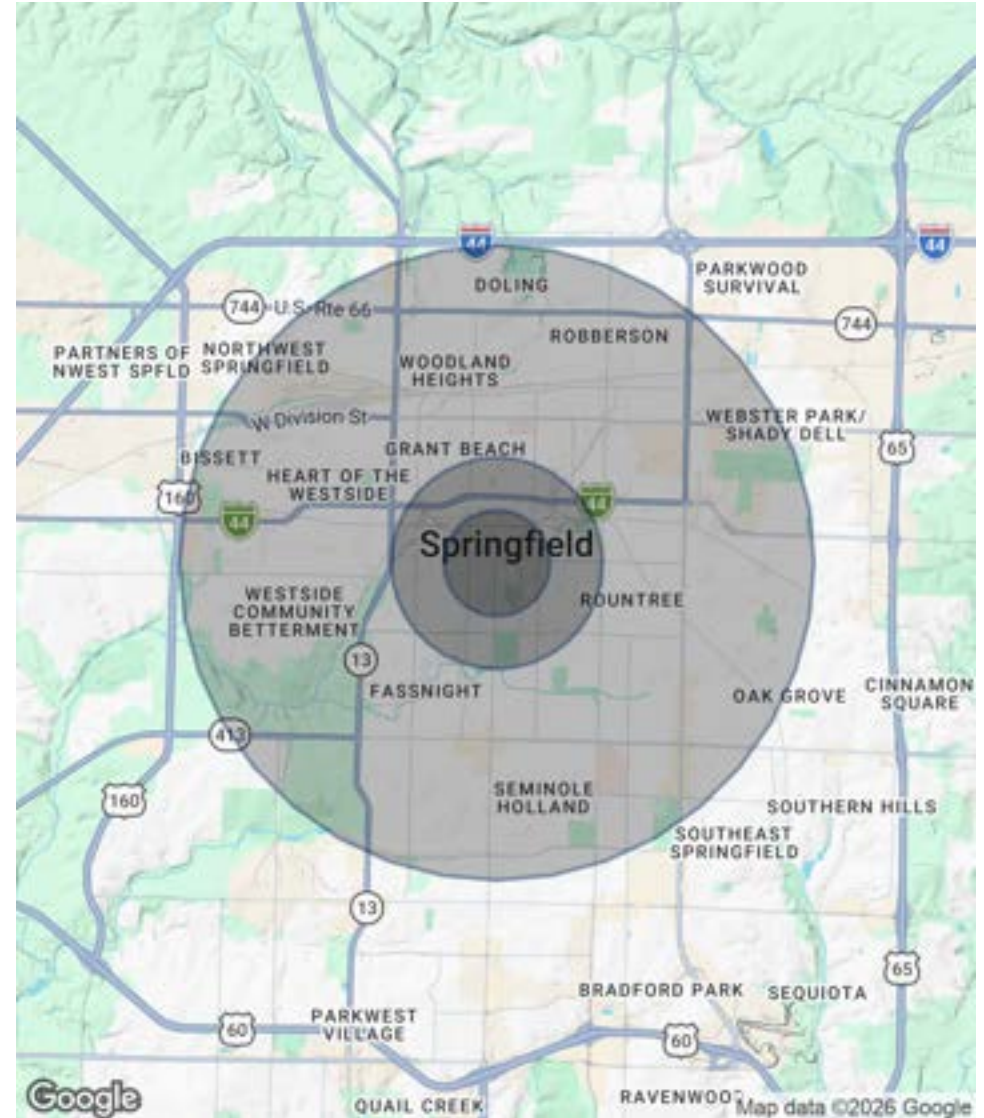 44
44
DOLING
PARKWOOD
SURVIVAL
744
U.S. Rte 66
744
ROBBERSON
PARTNERS OF
NWEST SPFLD
NORTHWEST
SPRINGFIELD
WOODLAND
HEIGHTS
W Division St
WEBSTER PARK/
SHADY DELL
65
BISSETT
GRANT BEACH
HEART OF THE
WESTSIDE
160
44
44
Springfield
WESTSIDE
COMMUNITY
BETTERMENT
ROUNTREE
13
FASSNIGHT
OAK GROVE
CINNAMON
SQUARE
413
160
SEMINOLE
HOLLAND
SOUTHERN HILLS
SOUTHEAST
SPRINGFIELD
13
65
BRADFORD PARK
SEQUIOTA
PARKWEST
VILLAGE
60
60
Google
QUAIL CREEK
Map data ©2026 Google